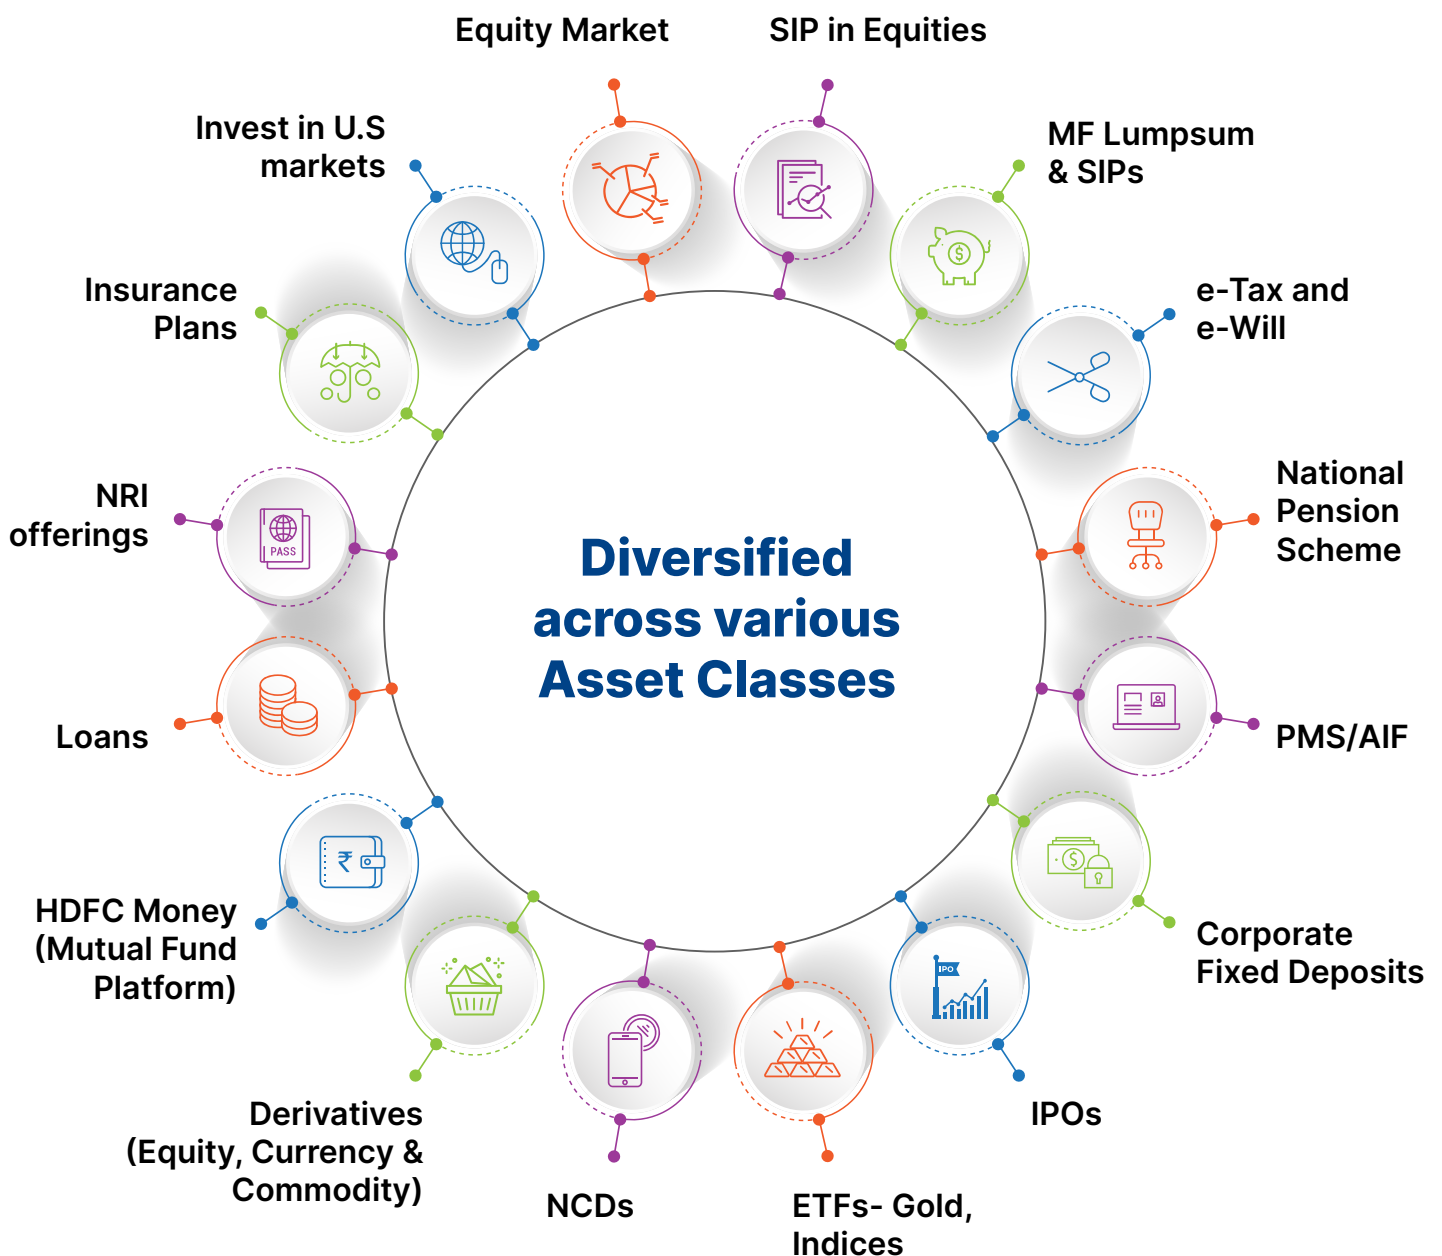 Equity Market
SIP in Equities
Invest in U.S
markets
MF Lumpsum
& SIPs
Insurance
Plans
e-Tax and
e-Will
NRI
offerings
PASS
National
Pension
Scheme
Diversified
across various
Asset Classes
Loans
PMS/AIF
HDFC Money
(Mutual Fund
Platform)
₹
$
$
Corporate
Fixed Deposits
IPO
Derivatives
(Equity, Currency &
Commodity)
IPOs
NCDs
ETFs- Gold,
Indices